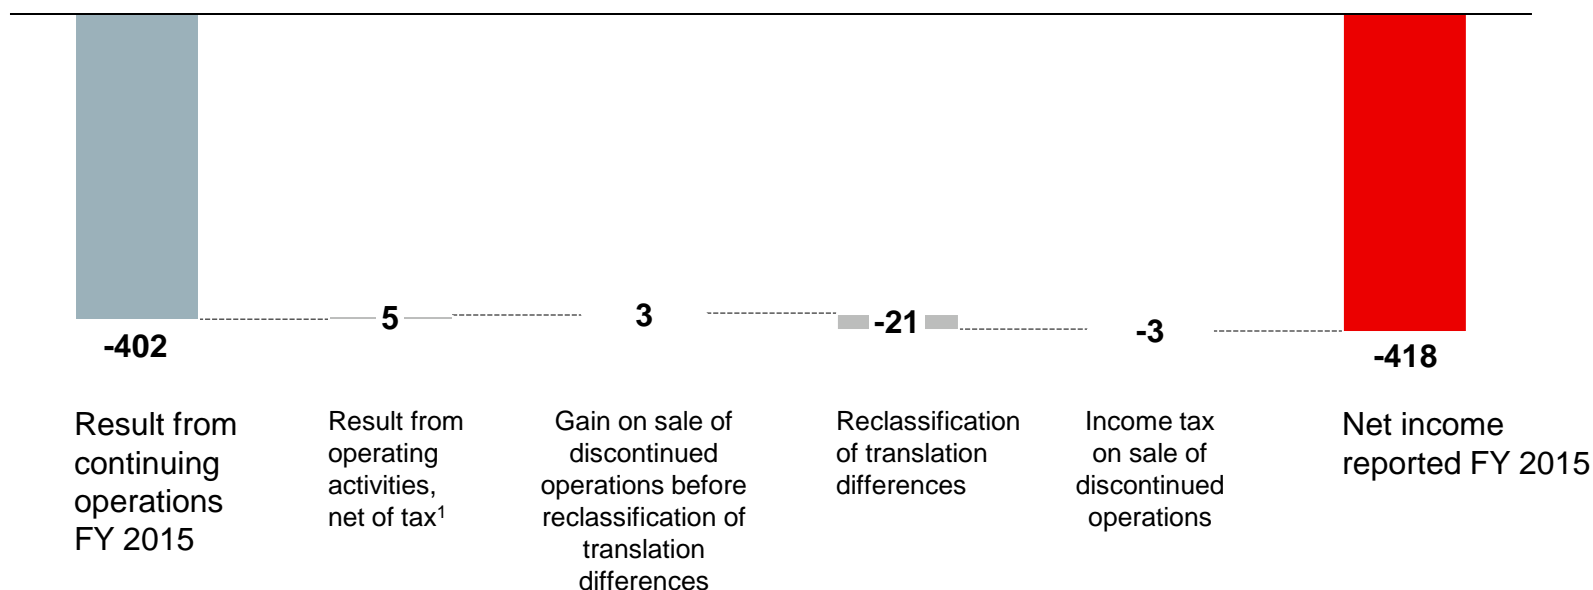 5
3
-21
-3
-402
-418
Result from
continuing
operations
FY 2015
Result from
operating
activities,
net of tax¹
Gain on sale of
discontinued
operations before
reclassification of
translation
differences
Reclassification
of translation
differences
Income tax
on sale of
discontinued
operations
Net income
reported FY 2015